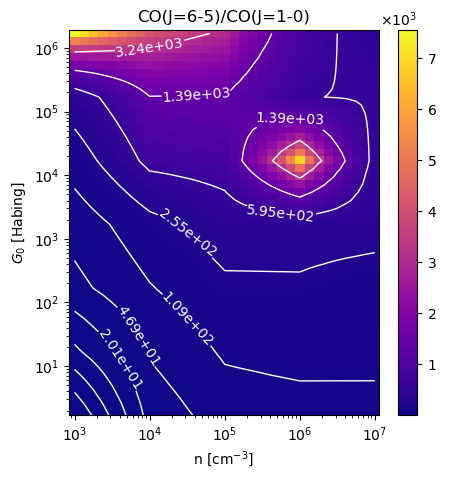 CO(J=6-5)/CO(J=1-0)
×10³
3.24e+03
1.39e+03
1.39e+03
5.95e+02
2.55e+02
1.09e+02
4.69e+01
2.01e+01
10⁶
10⁵
10⁴
10³
10²
10¹
G₀ [Habing]
10³ 10⁴ 10⁵ 10⁶ 10⁷
n [cm⁻³]
7
6
5
4
3
2
1